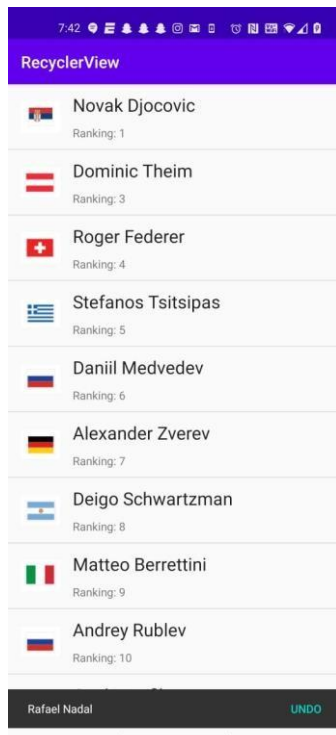 7:42
RecyclerView
Novak Djocovic
Ranking: 1
Dominic Theim
Ranking: 3
Roger Federer
Ranking: 4
Stefanos Tsitsipas
Ranking: 5
Daniil Medvedev
Ranking: 6
Alexander Zverev
Ranking: 7
Deigo Schwartzman
Ranking: 8
Matteo Berrettini
Ranking: 9
Andrey Rublev
Ranking: 10
Rafael Nadal UNDO